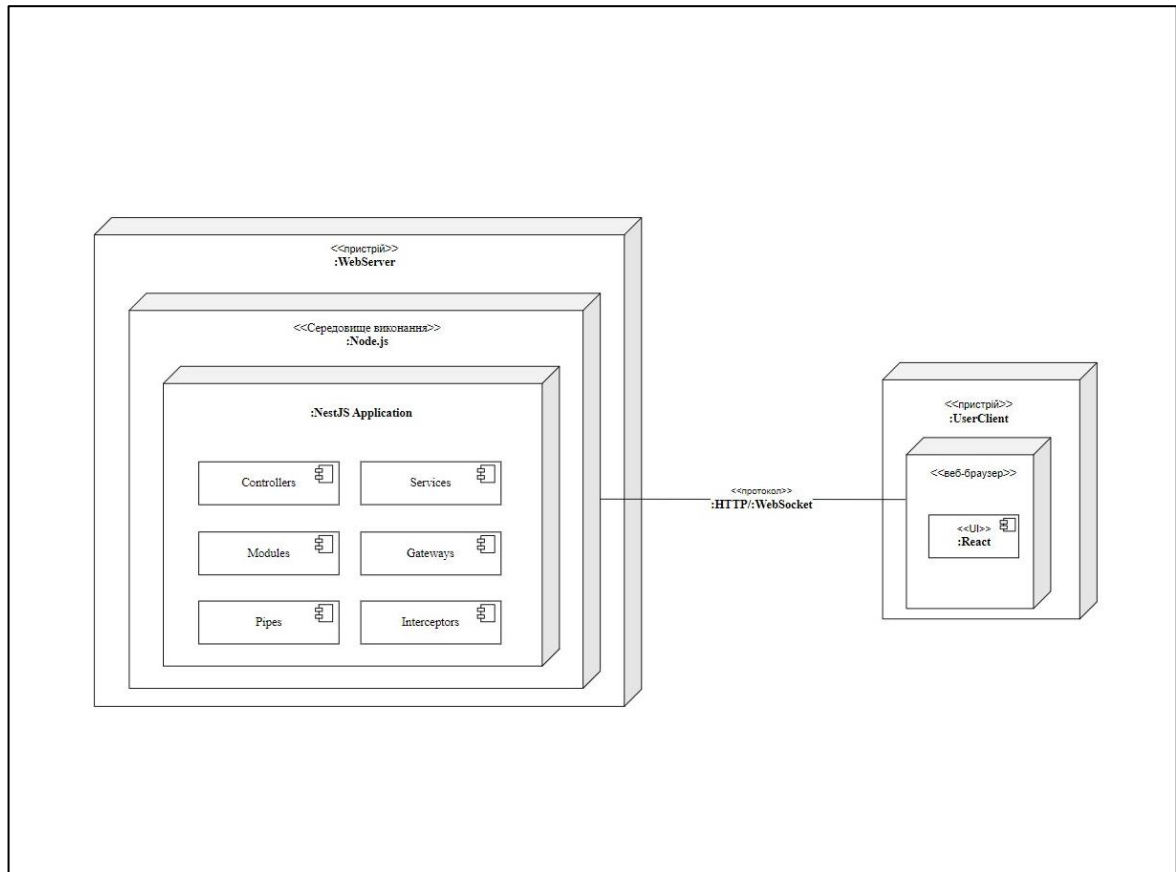 <<пристрій>>
:WebServer
<<Середовище виконання>>
:Node.js
:NestJS Application
Controllers
Services
Modules
Gateways
Pipes
Interceptors
<<протокол>>
:HTTP/:WebSocket
<<пристрій>>
:UserClient
<<веб-браузер>>
<<UI>>
:React